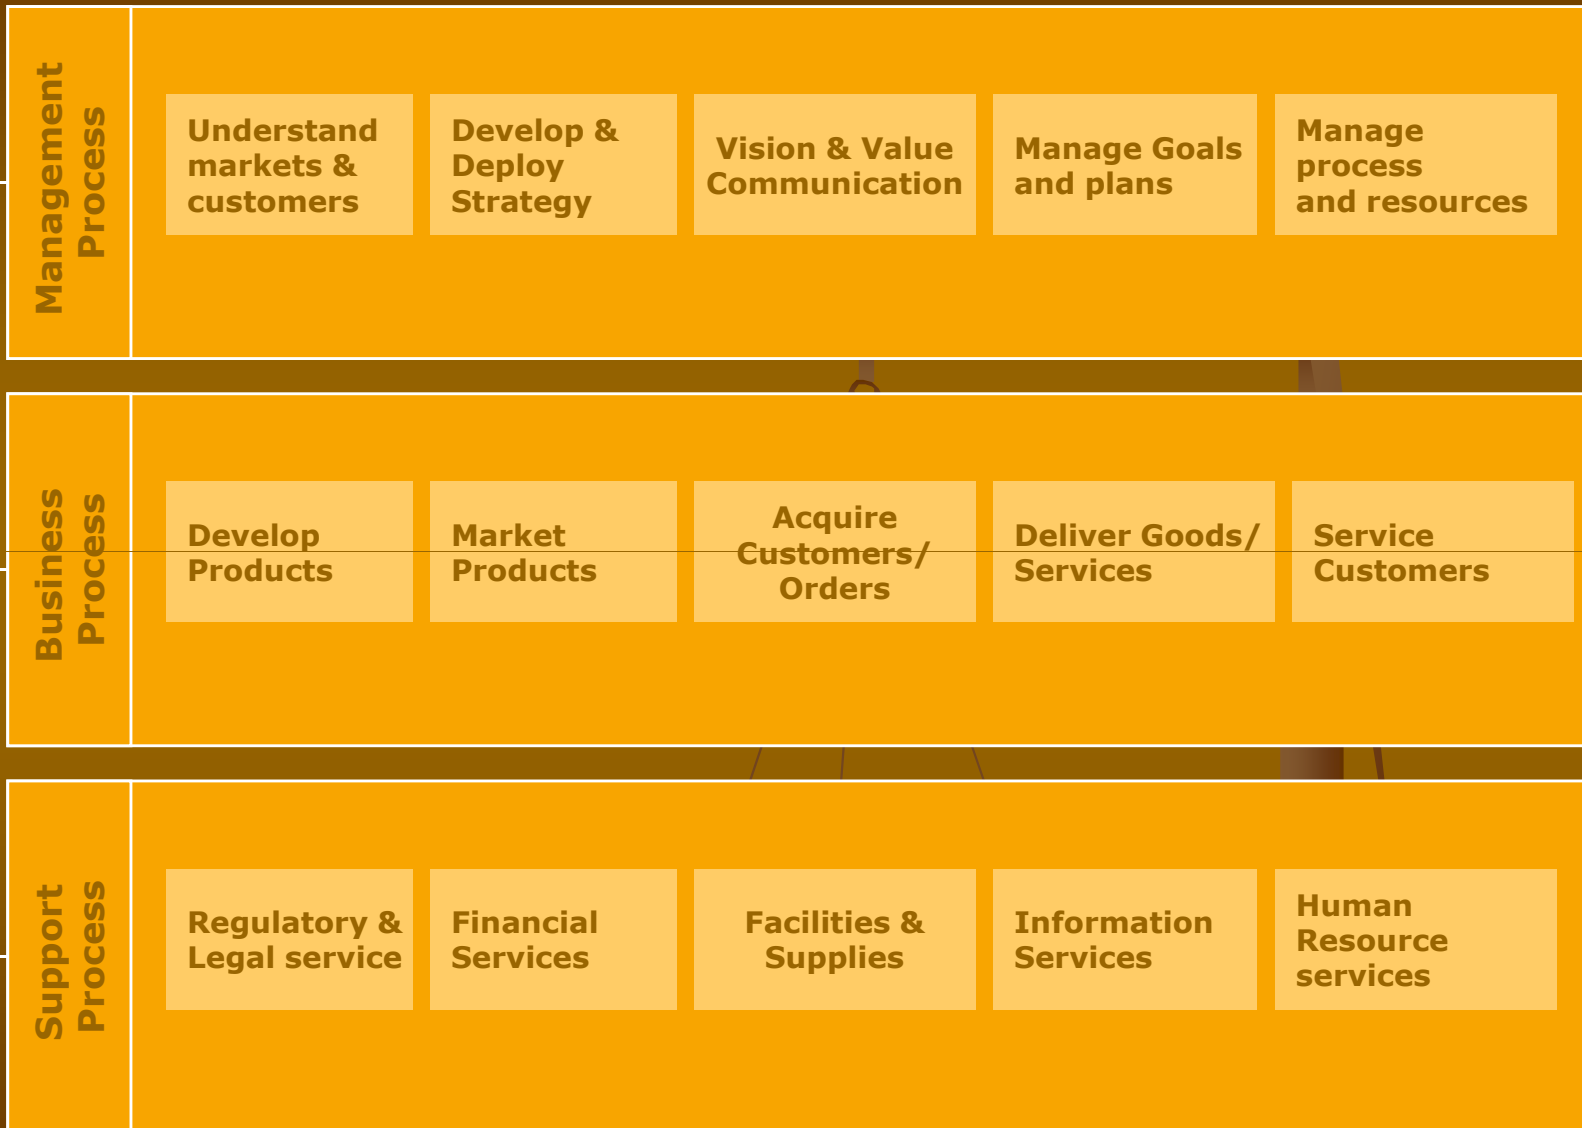 Management
Process
Understand
markets &
customers
Develop &
Deploy
Strategy
Vision & Value
Communication
Manage Goals
and plans
Manage
process
and resources
Business
Process
Develop
Products
Market
Products
Acquire
Customers/
Orders
Deliver Goods/
Services
Service
Customers
Support
Process
Regulatory &
Legal service
Financial
Services
Facilities &
Supplies
Information
Services
Human
Resource
services